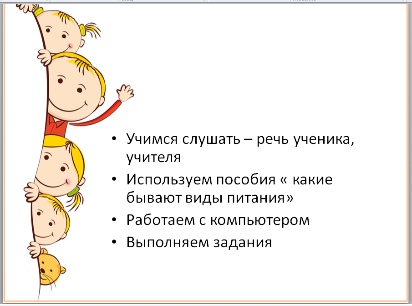 • Учимся слушать – речь ученика,
учителя
• Используем пособия « какие
бывают виды питания»
• Работаем с компьютером
• Выполняем задания